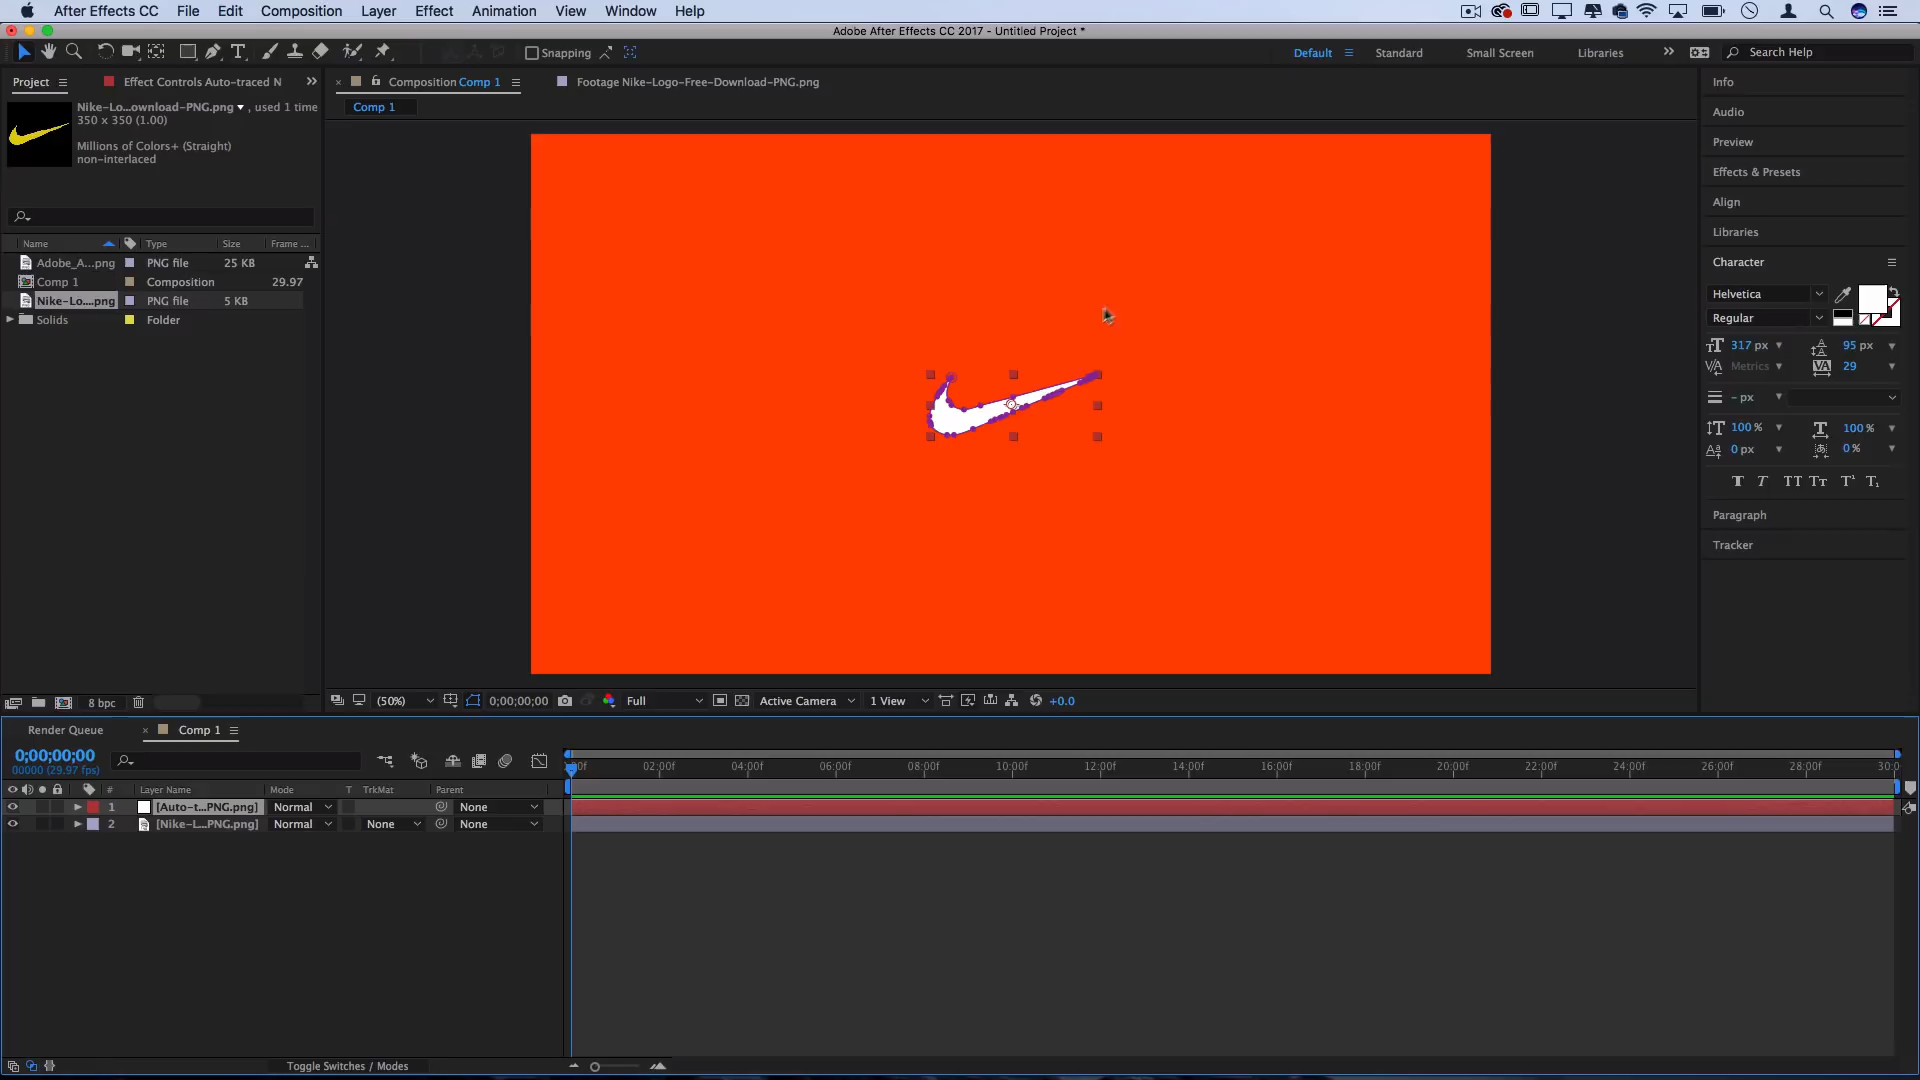 After Effects CC File Edit Composition Layer Effect Animation View Window Help
Adobe After Effects CC 2017 - Untitled Project *
Snapping Default Standard Small Screen Libraries Search Help
Project Effect Controls Auto-traced N
Composition Comp 1 Footage Nike-Logo-Free-Download-PNG.png
Comp 1
Nike-Lo...ownload-PNG.png , used 1 time
350 x 350 (1.00)
Millions of Colors+ (Straight)
non-interlaced
Name Type Size Frame ...
Adobe_A...png PNG file 25 KB
Comp 1 Composition 29.97
Nike-Lo....png PNG file 5 KB
Solids Folder
8 bpc
(50%) 0;00;00;00 Full Active Camera 1 View +0.0
Info
Audio
Preview
Effects & Presets
Align
Libraries
Character
Helvetica
Regular
317 px 95 px
Metrics 29
- px
100 % 100 %
0 px 0 %
T T TT Tт T¹ T₁
Paragraph
Tracker
Render Queue Comp 1
0;00;00;00
00000 (29.97 fps)
02:00f 04:00f 06:00f 08:00f 10:00f 12:00f 14:00f 16:00f 18:00f 20:00f 22:00f 24:00f 26:00f 28:00f
# Layer Name Mode T TrkMat Parent
1 [Auto-t...PNG.png] Normal None
2 [Nike-L...PNG.png] Normal None None
Toggle Switches / Modes